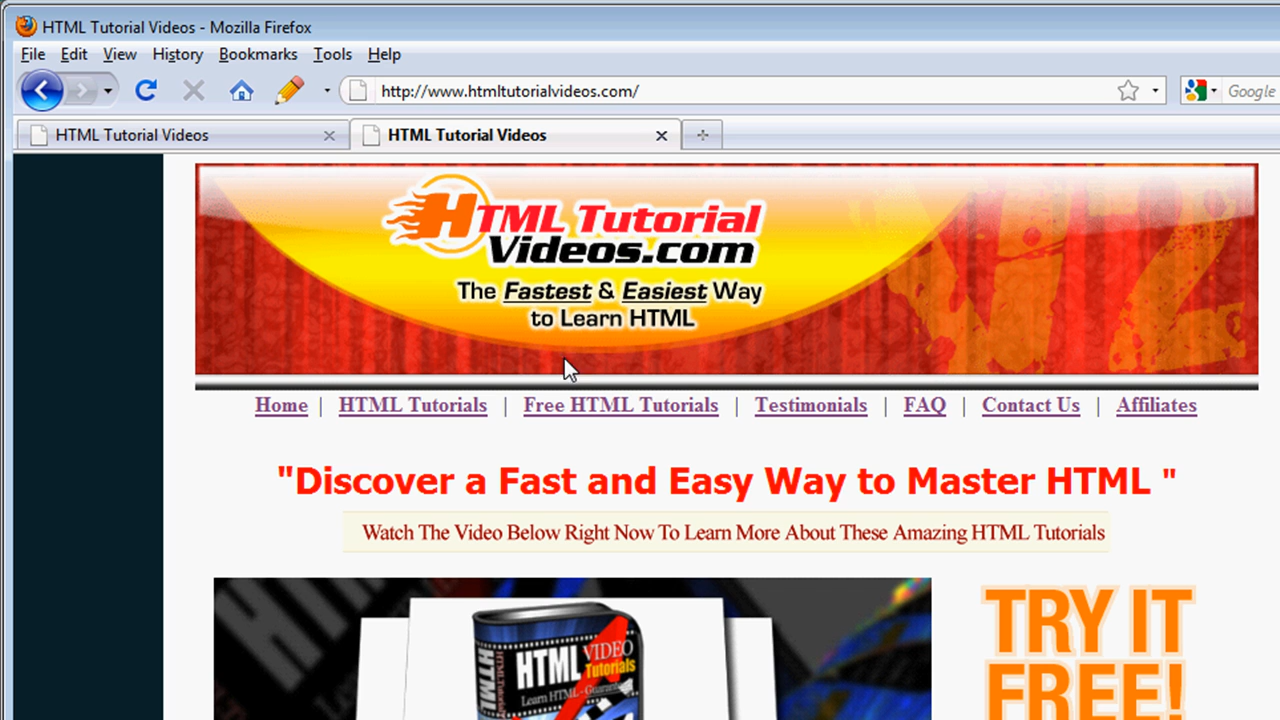 HTML Tutorial Videos - Mozilla Firefox
File Edit View History Bookmarks Tools Help
http://www.htmltutorialvideos.com/ Google
HTML Tutorial Videos HTML Tutorial Videos
HTML Tutorial
Videos.com
The Fastest & Easiest Way
to Learn HTML
Home | HTML Tutorials | Free HTML Tutorials | Testimonials | FAQ | Contact Us | Affiliates
"Discover a Fast and Easy Way to Master HTML "
Watch The Video Below Right Now To Learn More About These Amazing HTML Tutorials
HTML VIDEO
Tutorials
Learn HTML -
HTML
TRY IT
FREE!